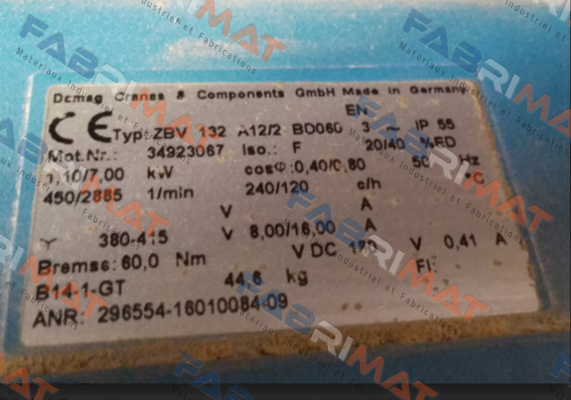 Demag Cranes & Components GmbH Made in Germany
EN
CE Typ: ZBV 132 A12/2 BD060 3 ~ IP 55
Mot.Nr.: 34923067 Iso.: F 20/40 %ED
1,10/7,00 kW cosφ:0,40/0,80 50 Hz
450/2885 1/min 240/120 c/h °C
V A
Y 380-415 V 8,00/16,00 A
Bremse: 60,0 Nm V DC V 0,41 A
B14-1-GT 44,6 kg FI:
ANR: 296554-16010084-09
FABRIMAT
Matériels Industriel et Fabrications